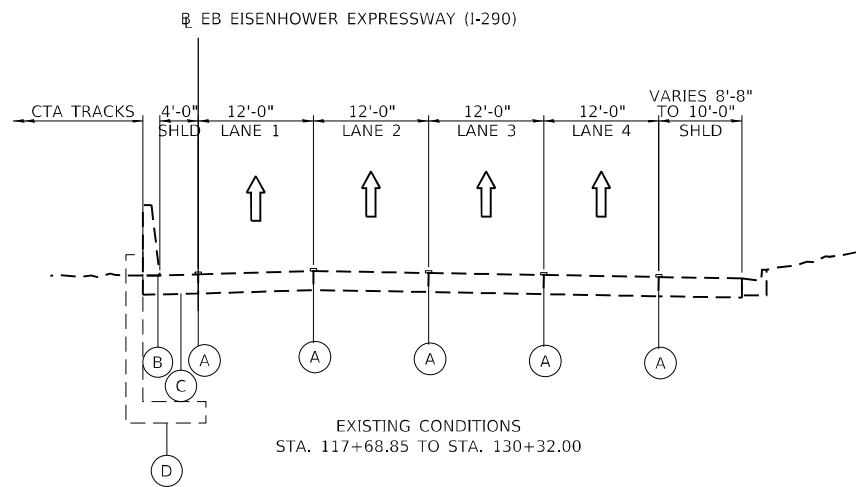 ℄ EB EISENHOWER EXPRESSWAY (I-290)
CTA TRACKS
4'-0"
SHLD
12'-0"
LANE 1
12'-0"
LANE 2
12'-0"
LANE 3
12'-0"
LANE 4
VARIES 8'-8"
TO 10'-0"
SHLD
B
C
A
A
A
A
A
D
EXISTING CONDITIONS
STA. 117+68.85 TO STA. 130+32.00